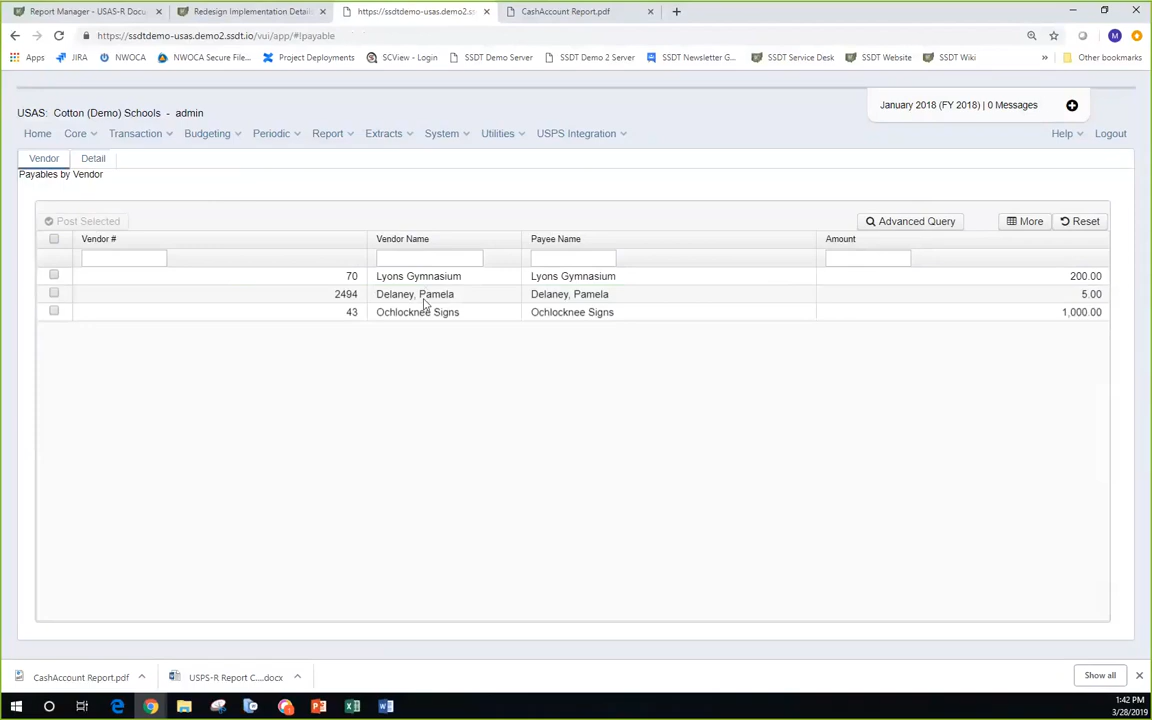 Report Manager - USAS-R Docu
Redesign Implementation Detail
https://ssdtdemo-usas.demo2.ss
CashAccount Report.pdf
https://ssdtdemo-usas.demo2.ssdt.io/vui/app/#!payable
Apps
JIRA
NWOCA
NWOCA Secure File...
Project Deployments
SCView - Login
SSDT Demo Server
SSDT Demo 2 Server
SSDT Newsletter G...
SSDT Service Desk
SSDT Website
SSDT Wiki
»
Other bookmarks
USAS: Cotton (Demo) Schools - admin
January 2018 (FY 2018) | 0 Messages
Home Core Transaction Budgeting Periodic Report Extracts System Utilities USPS Integration Help Logout
Vendor Detail
Payables by Vendor
Post Selected Advanced Query More Reset
Vendor # Vendor Name Payee Name Amount
70 Lyons Gymnasium Lyons Gymnasium 200.00
2494 Delaney, Pamela Delaney, Pamela 5.00
43 Ochlocknee Signs Ochlocknee Signs 1,000.00
CashAccount Report.pdf
USPS-R Report C....docx
Show all
1:42 PM
3/28/2019